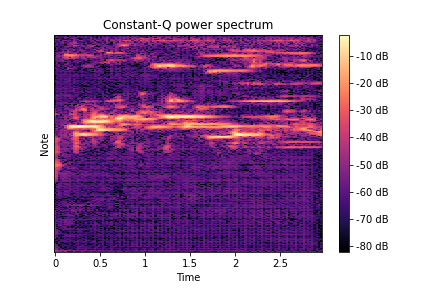 Constant-Q power spectrum
Note
0
0.5
1
1.5
2
2.5
Time
-10 dB
-20 dB
-30 dB
-40 dB
-50 dB
-60 dB
-70 dB
-80 dB